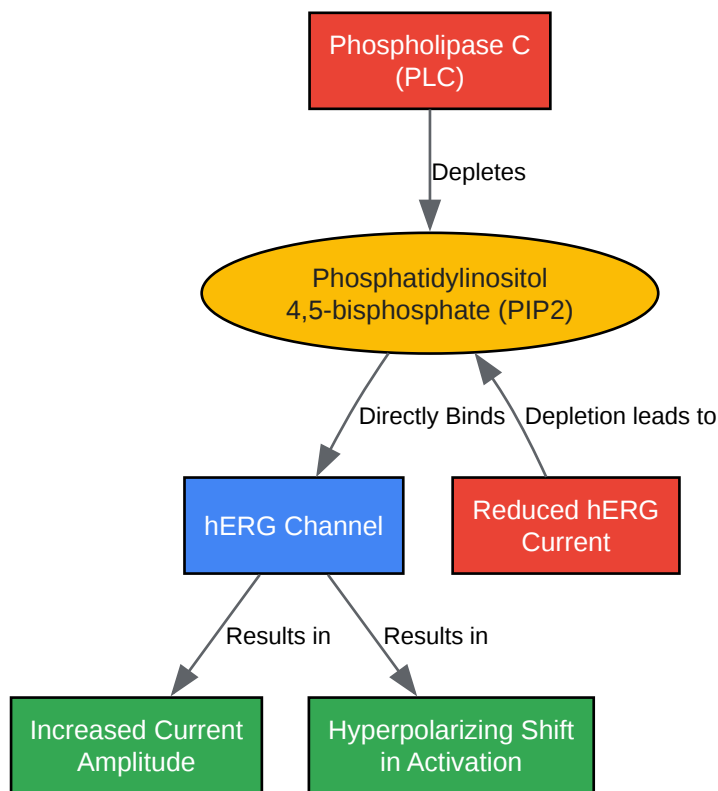 Phospholipase C
(PLC)
Depletes
Phosphatidylinositol
4,5-bisphosphate (PIP2)
Directly Binds
Depletion leads to
hERG Channel
Reduced hERG
Current
Results in
Results in
Increased Current
Amplitude
Hyperpolarizing Shift
in Activation